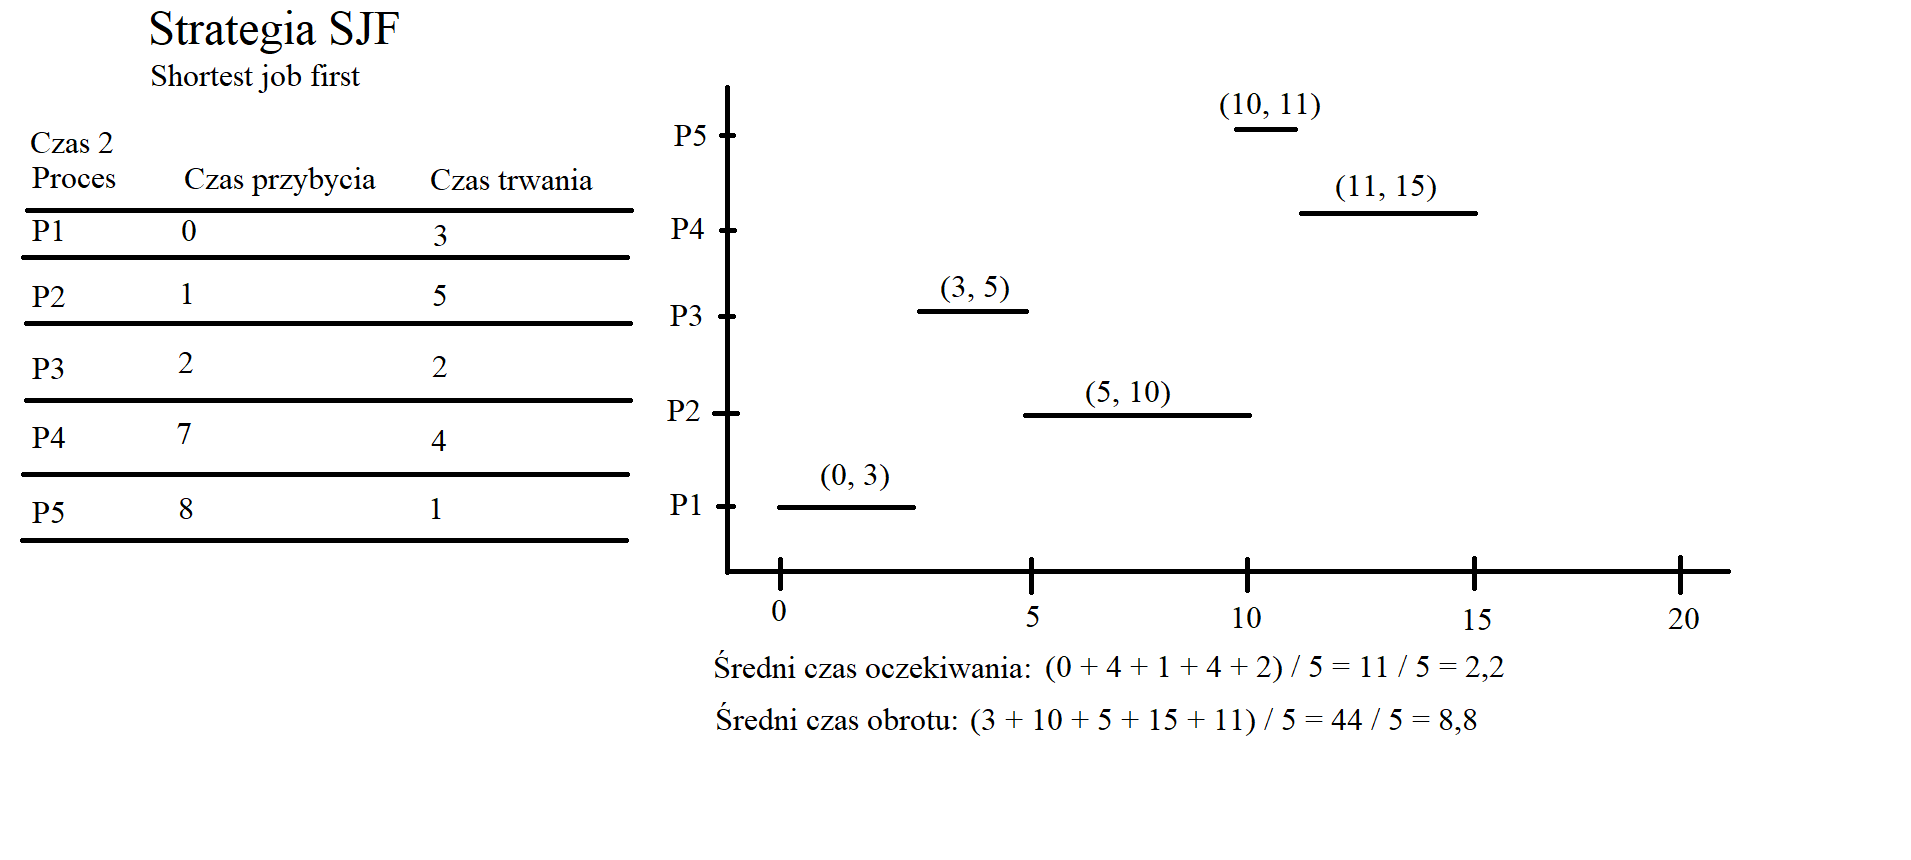 Strategia SJF
Shortest job first
Czas 2
Proces Czas przybycia Czas trwania
P1 0 3
P2 1 5
P3 2 2
P4 7 4
P5 8 1
(10, 11)
P5
(11, 15)
P4
(3, 5)
P3
(5, 10)
P2
(0, 3)
P1
0 5 10 15 20
Średni czas oczekiwania: (0 + 4 + 1 + 4 + 2) / 5 = 11 / 5 = 2,2
Średni czas obrotu: (3 + 10 + 5 + 15 + 11) / 5 = 44 / 5 = 8,8